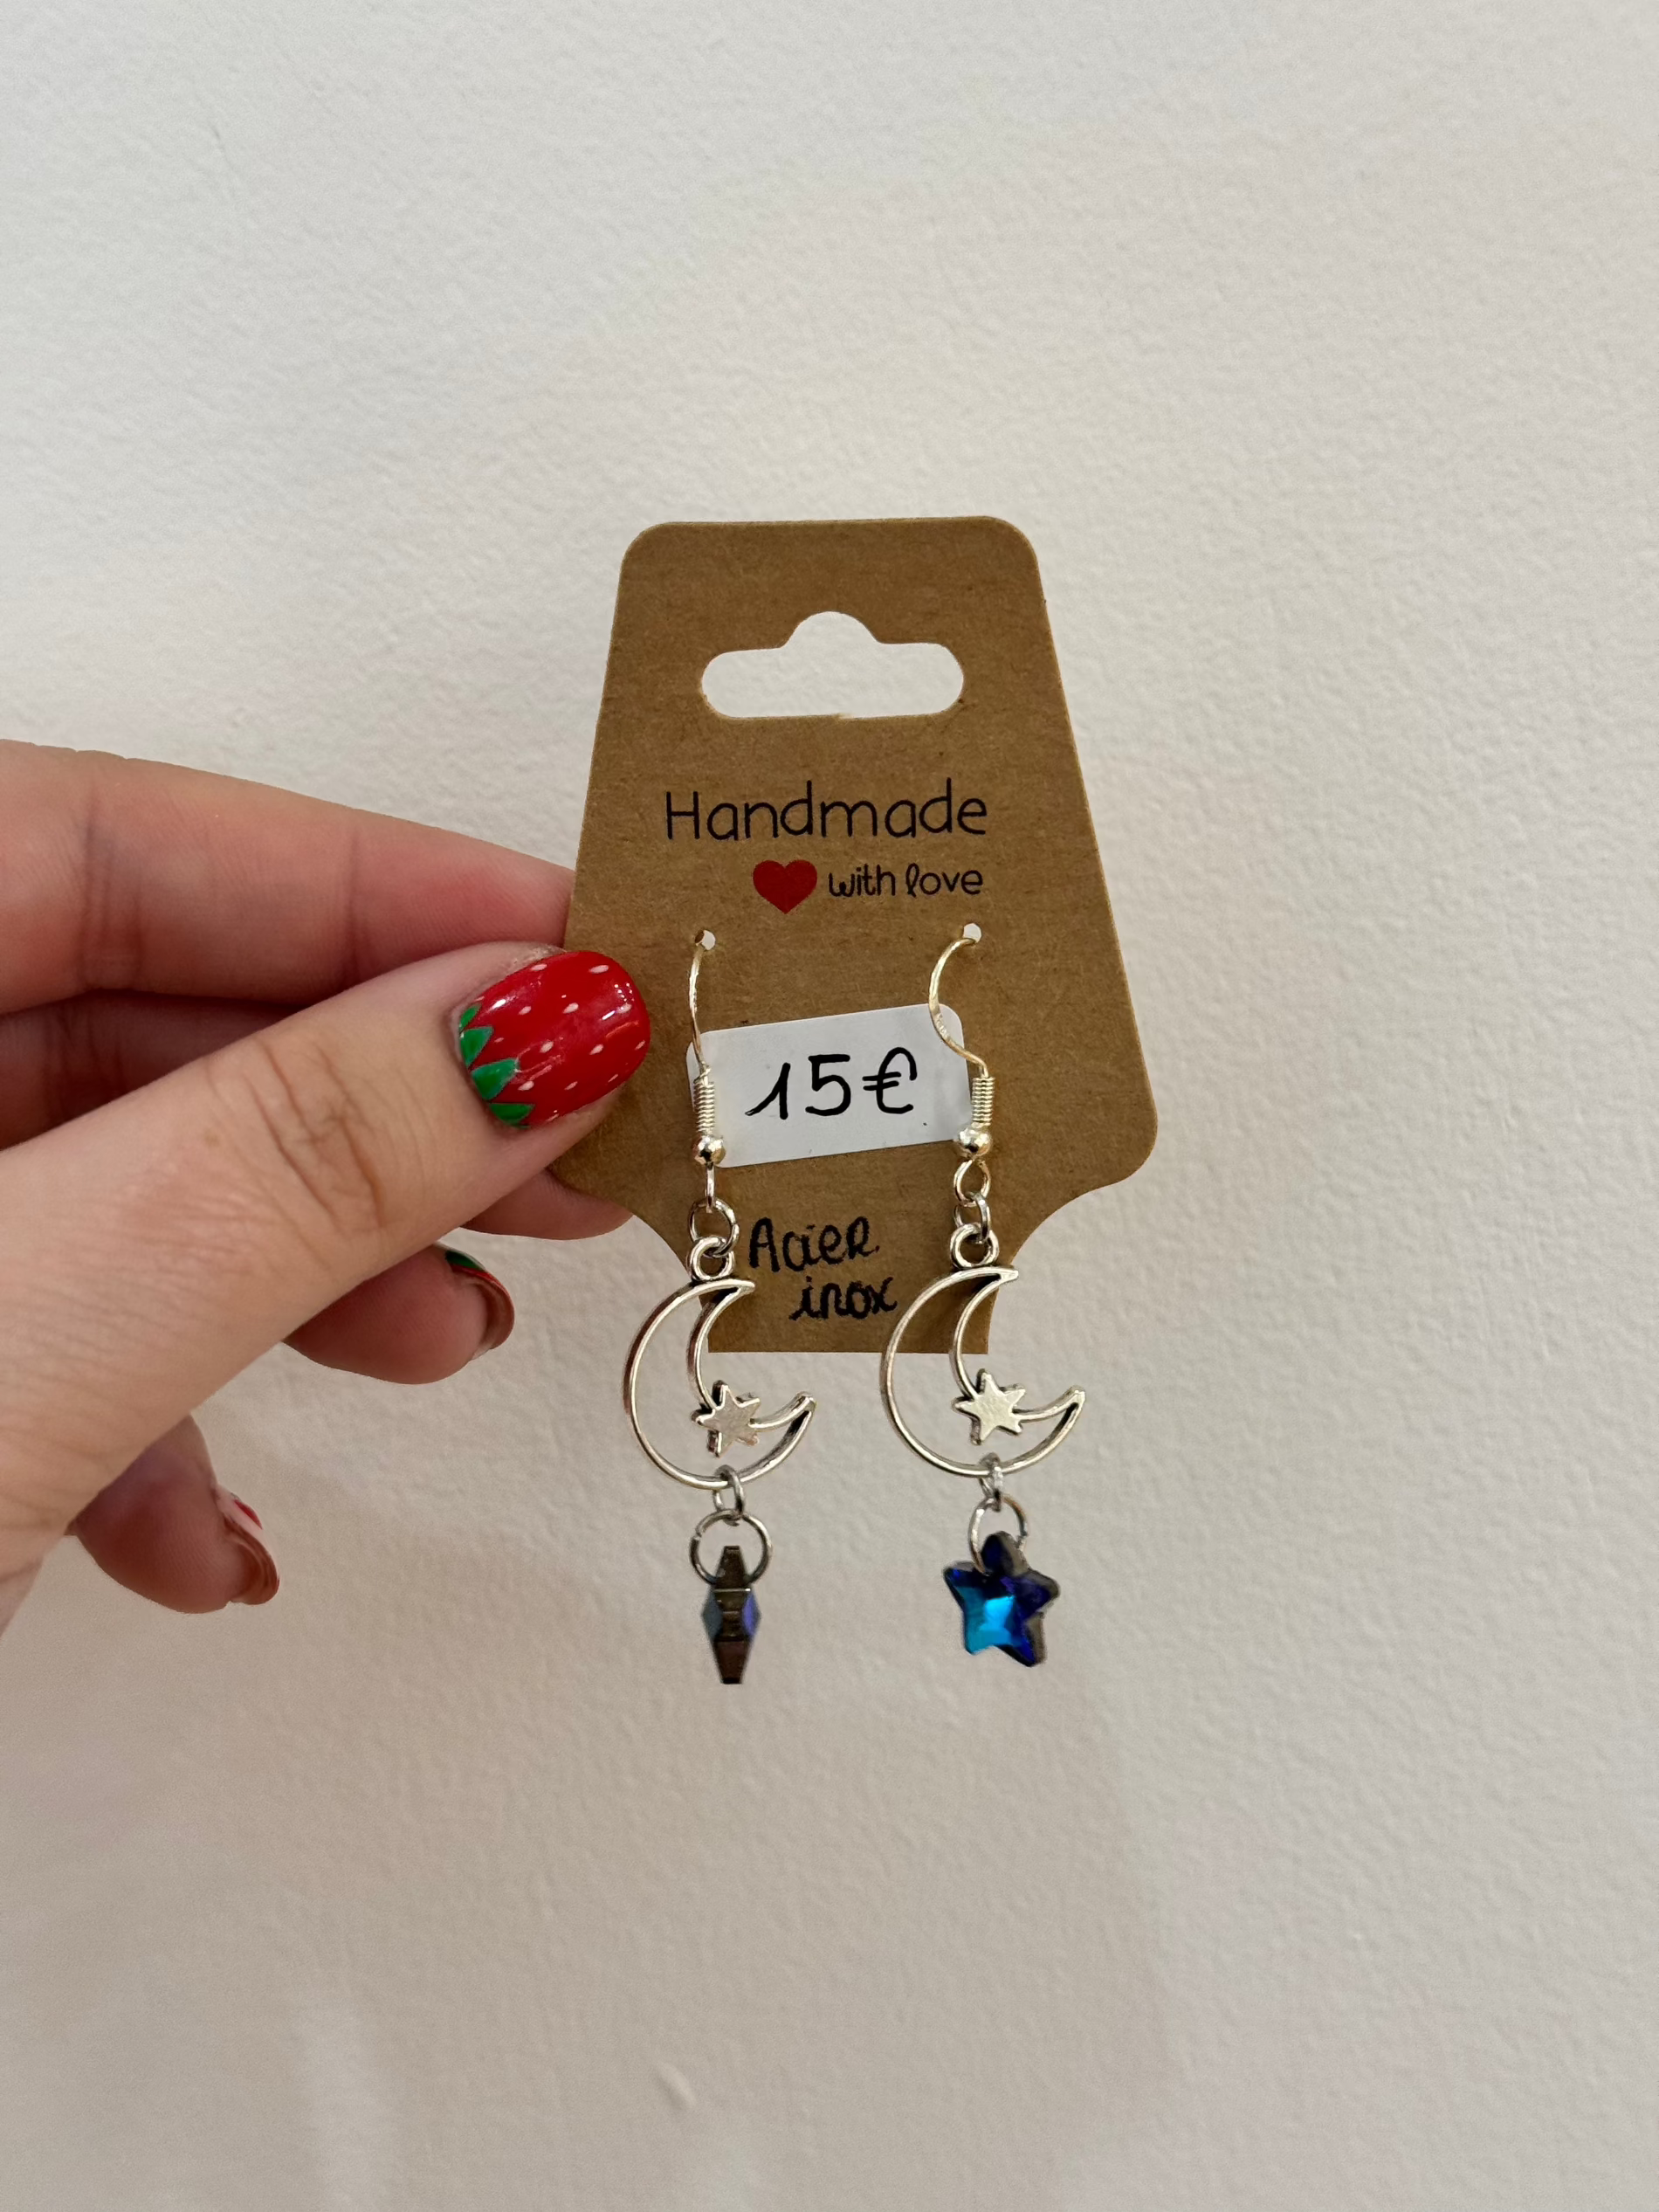 Handmade
with love
15€
Acier
inox